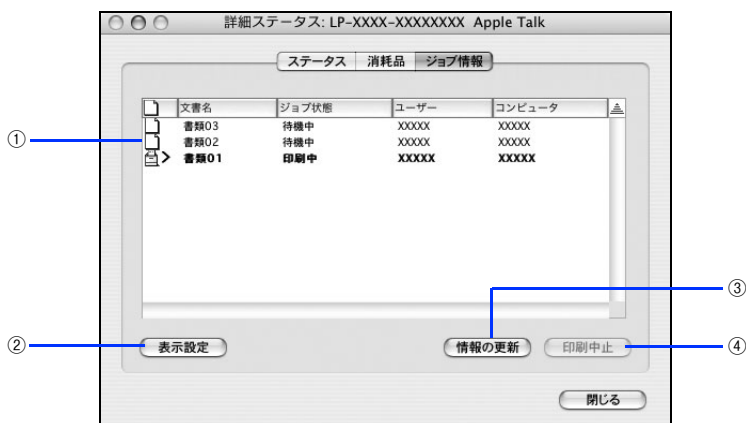 詳細ステータス: LP-XXXX-XXXXXXXX Apple Talk
ステータス 消耗品 ジョブ情報
文書名 ジョブ状態 ユーザー コンピュータ
書類03 待機中 XXXXX XXXXX
①
書類02 待機中 XXXXX XXXXX
書類01 印刷中 XXXXX XXXXX
③
② 表示設定 情報の更新 印刷中止 ④
閉じる